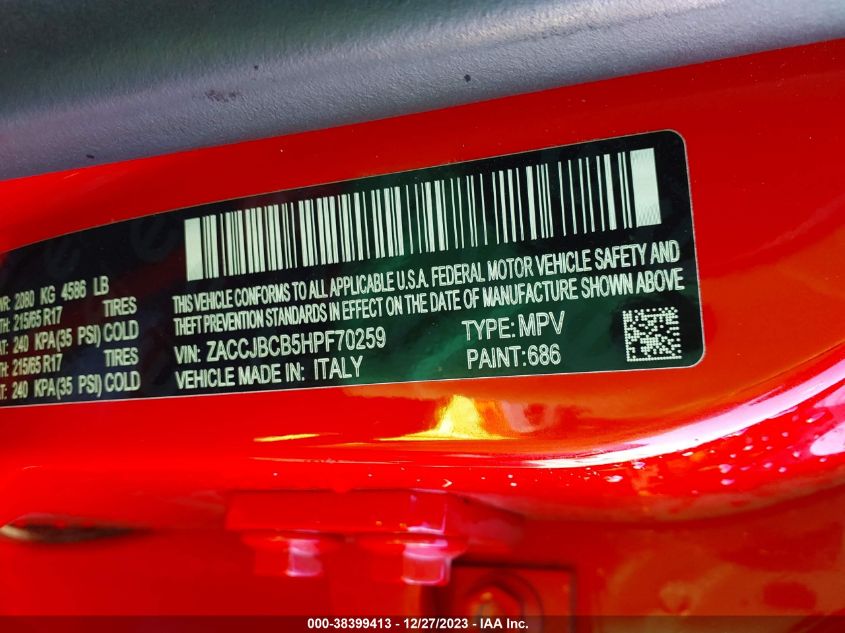 2080 KG 4586 LB
215/65 R17 TIRES
240 KPA(35 PSI) COLD
215/65 R17 TIRES
240 KPA(35 PSI) COLD
THIS VEHICLE CONFORMS TO ALL APPLICABLE U.S.A. FEDERAL MOTOR VEHICLE SAFETY AND
THEFT PREVENTION STANDARDS IN EFFECT ON THE DATE OF MANUFACTURE SHOWN ABOVE
VIN: ZACCJBCB5HPF70259 TYPE: MPV
VEHICLE MADE IN: ITALY PAINT:686
000-38399413 - 12/27/2023 - IAA Inc.